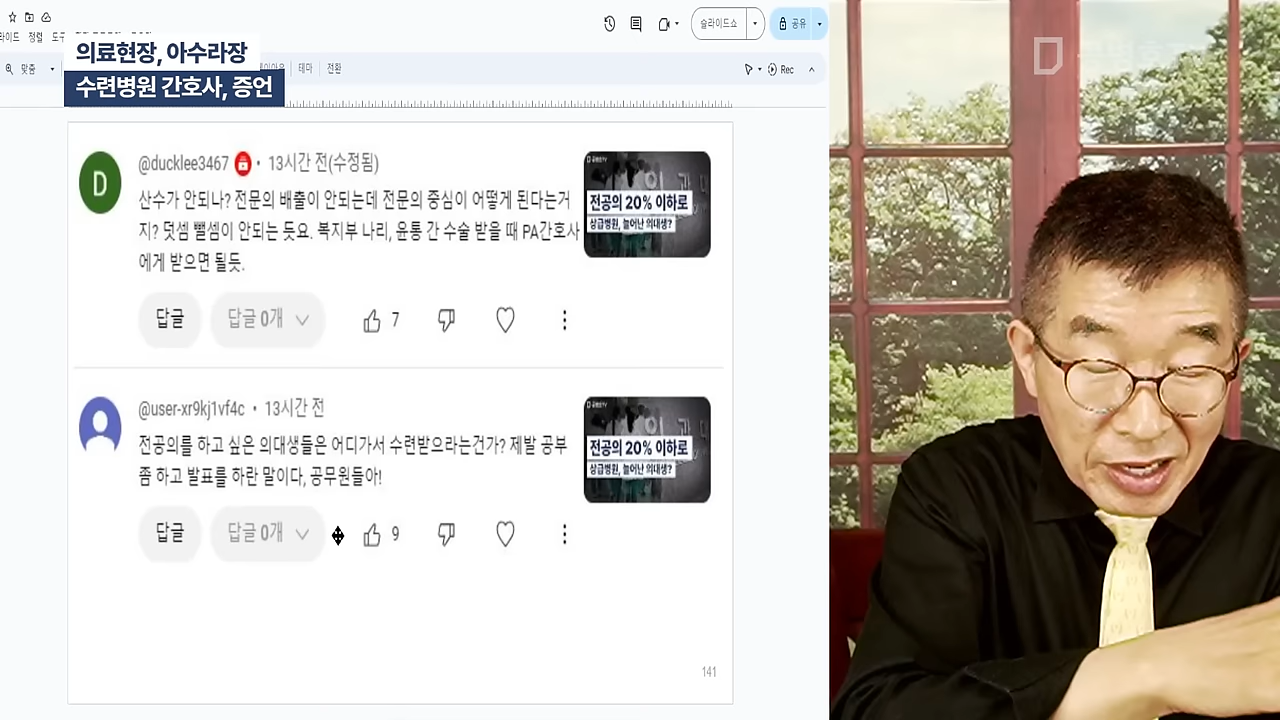 슬라이드쇼
공유
라이드 정렬 도구
의료현장, 아수라장
수련병원 간호사, 증언
맞춤
테마
전환
Rec
D
@ducklee3467 • 13시간 전(수정됨)
산수가 안되나? 전문의 배출이 안되는데 전문의 중심이 어떻게 된다는거
지? 덧셈 뺄셈이 안되는 듯요. 복지부 나리, 윤통 간 수술 받을 때 PA간호사
에게 받으면 될듯.
전공의 20% 이하로
상급병원, 늘어난 의대생?
답글
답글 0개
7
@user-xr9kj1vf4c • 13시간 전
전공의를 하고 싶은 의대생들은 어디가서 수련받으라는건가? 제발 공부
좀 하고 발표를 하란 말이다, 공무원들아!
전공의 20% 이하로
상급병원, 늘어난 의대생?
답글
답글 0개
9
141